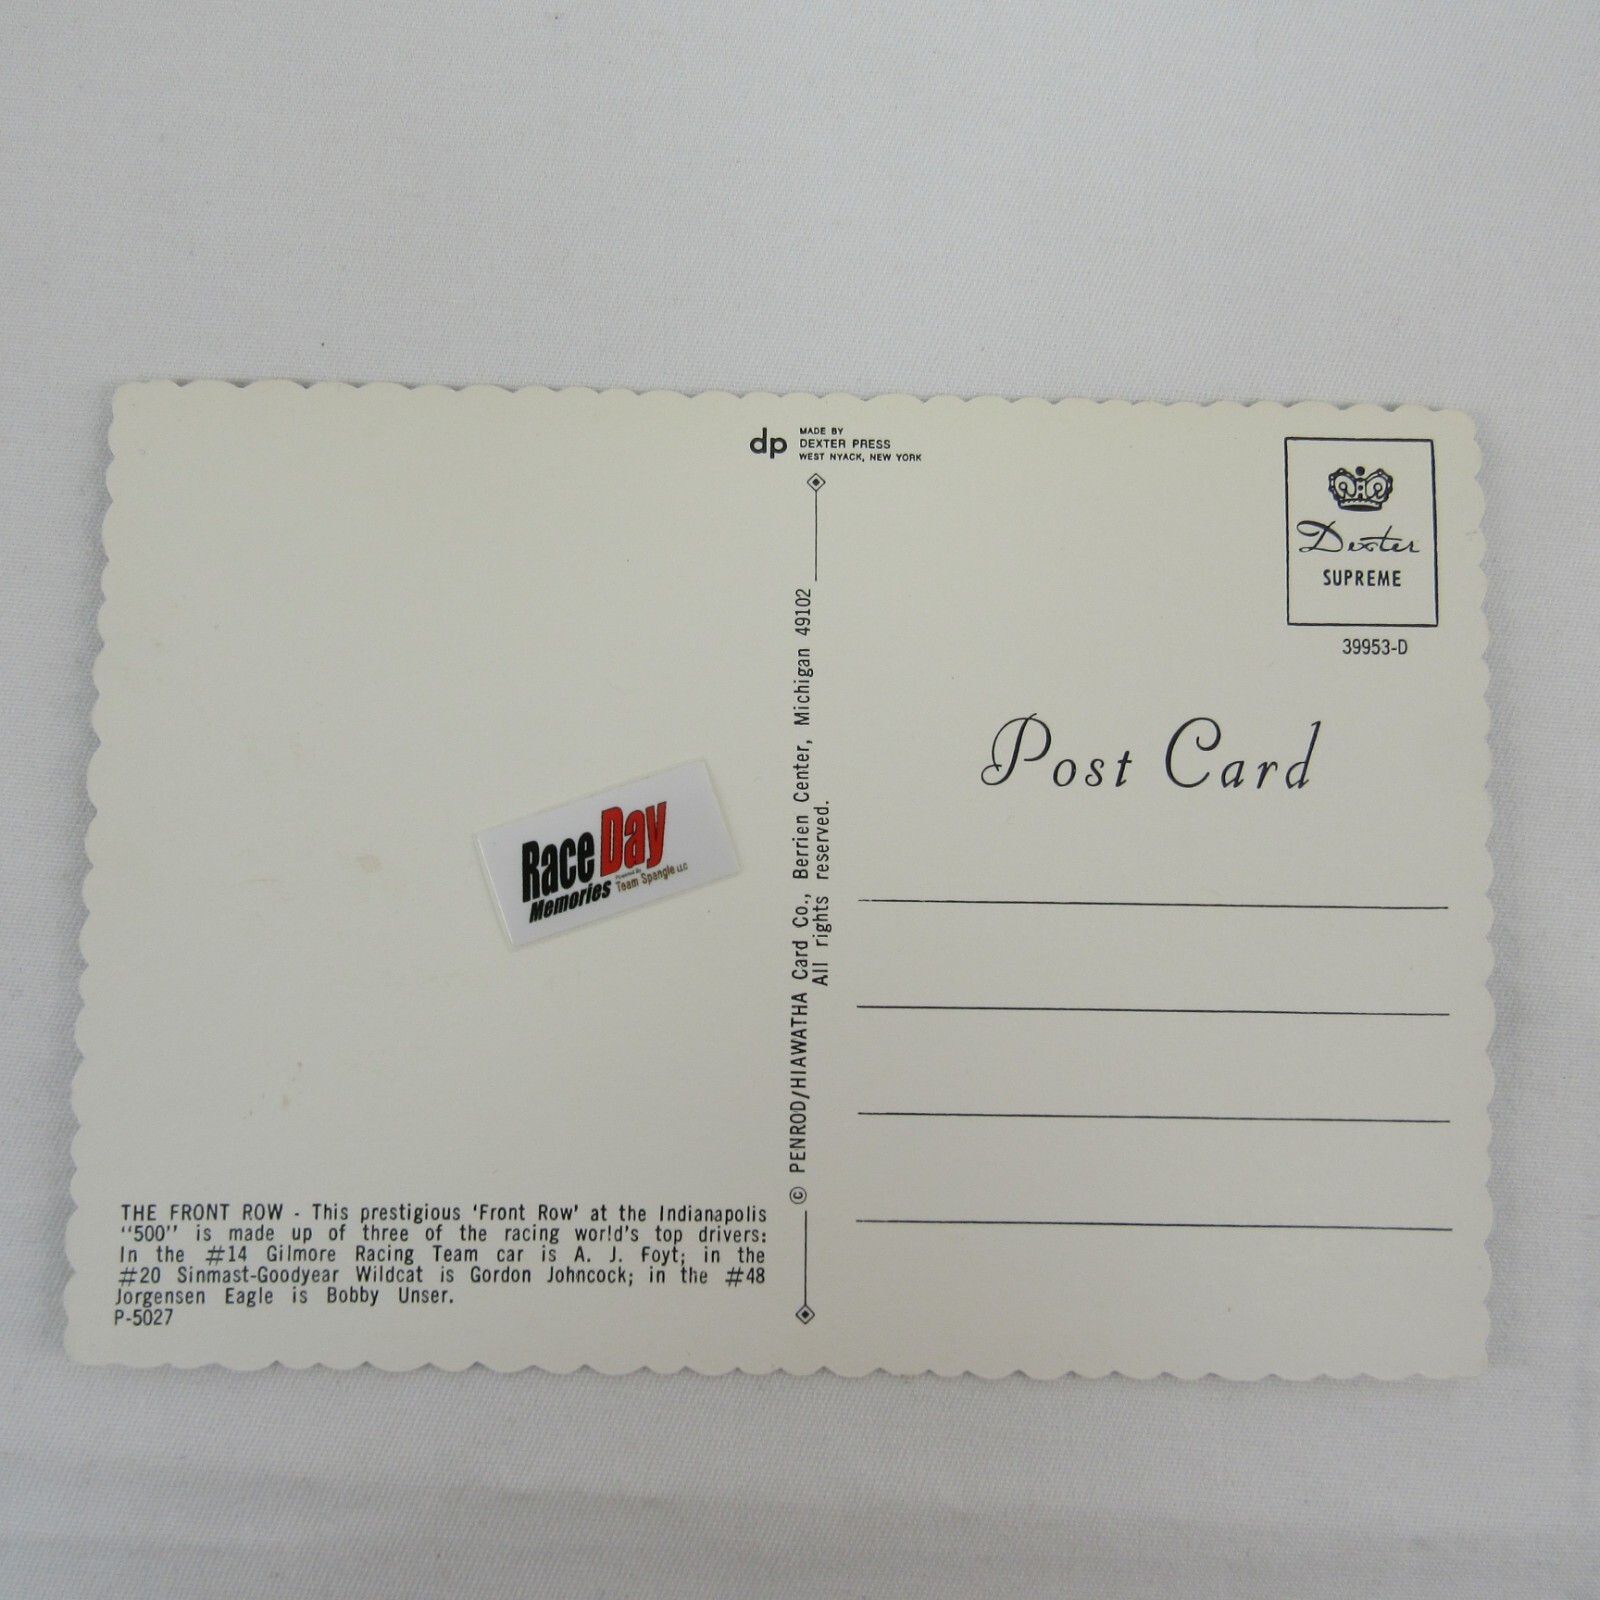 dp
MADE BY
DEXTER PRESS
WEST NYACK, NEW YORK
Dexter
SUPREME
39953-D
Post Card
© PENROD/HIAWATHA Card Co., Berrien Center, Michigan 49102
All rights reserved.
Race Day
Memories
Powered By
Team Spangle LLC
THE FRONT ROW - This prestigious 'Front Row' at the Indianapolis
"500" is made up of three of the racing world's top drivers:
In the #14 Gilmore Racing Team car is A. J. Foyt; in the
#20 Sinmast-Goodyear Wildcat is Gordon Johncock; in the #48
Jorgensen Eagle is Bobby Unser.
P-5027